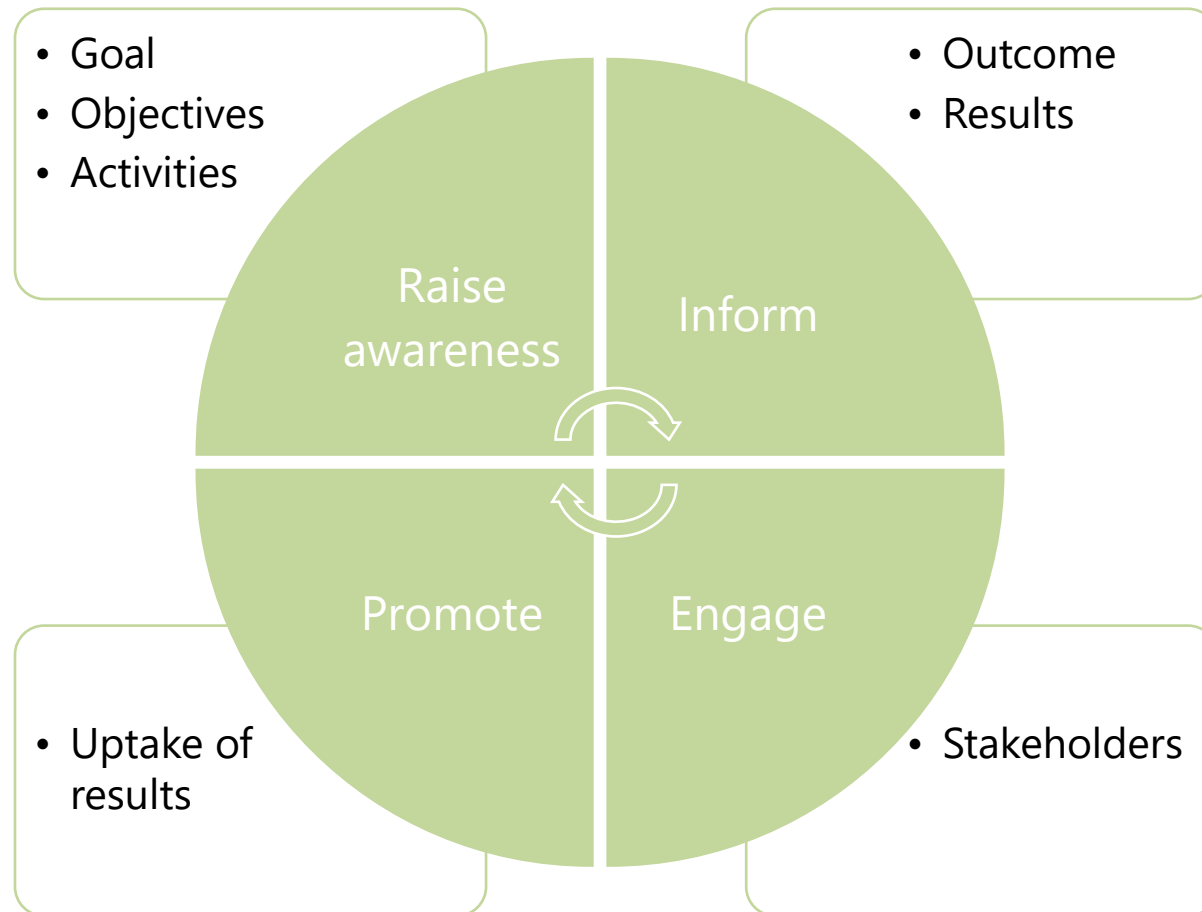 • Goal
• Objectives
• Activities
• Outcome
• Results
Raise
awareness
Inform
Promote
Engage
• Uptake of
results
• Stakeholders